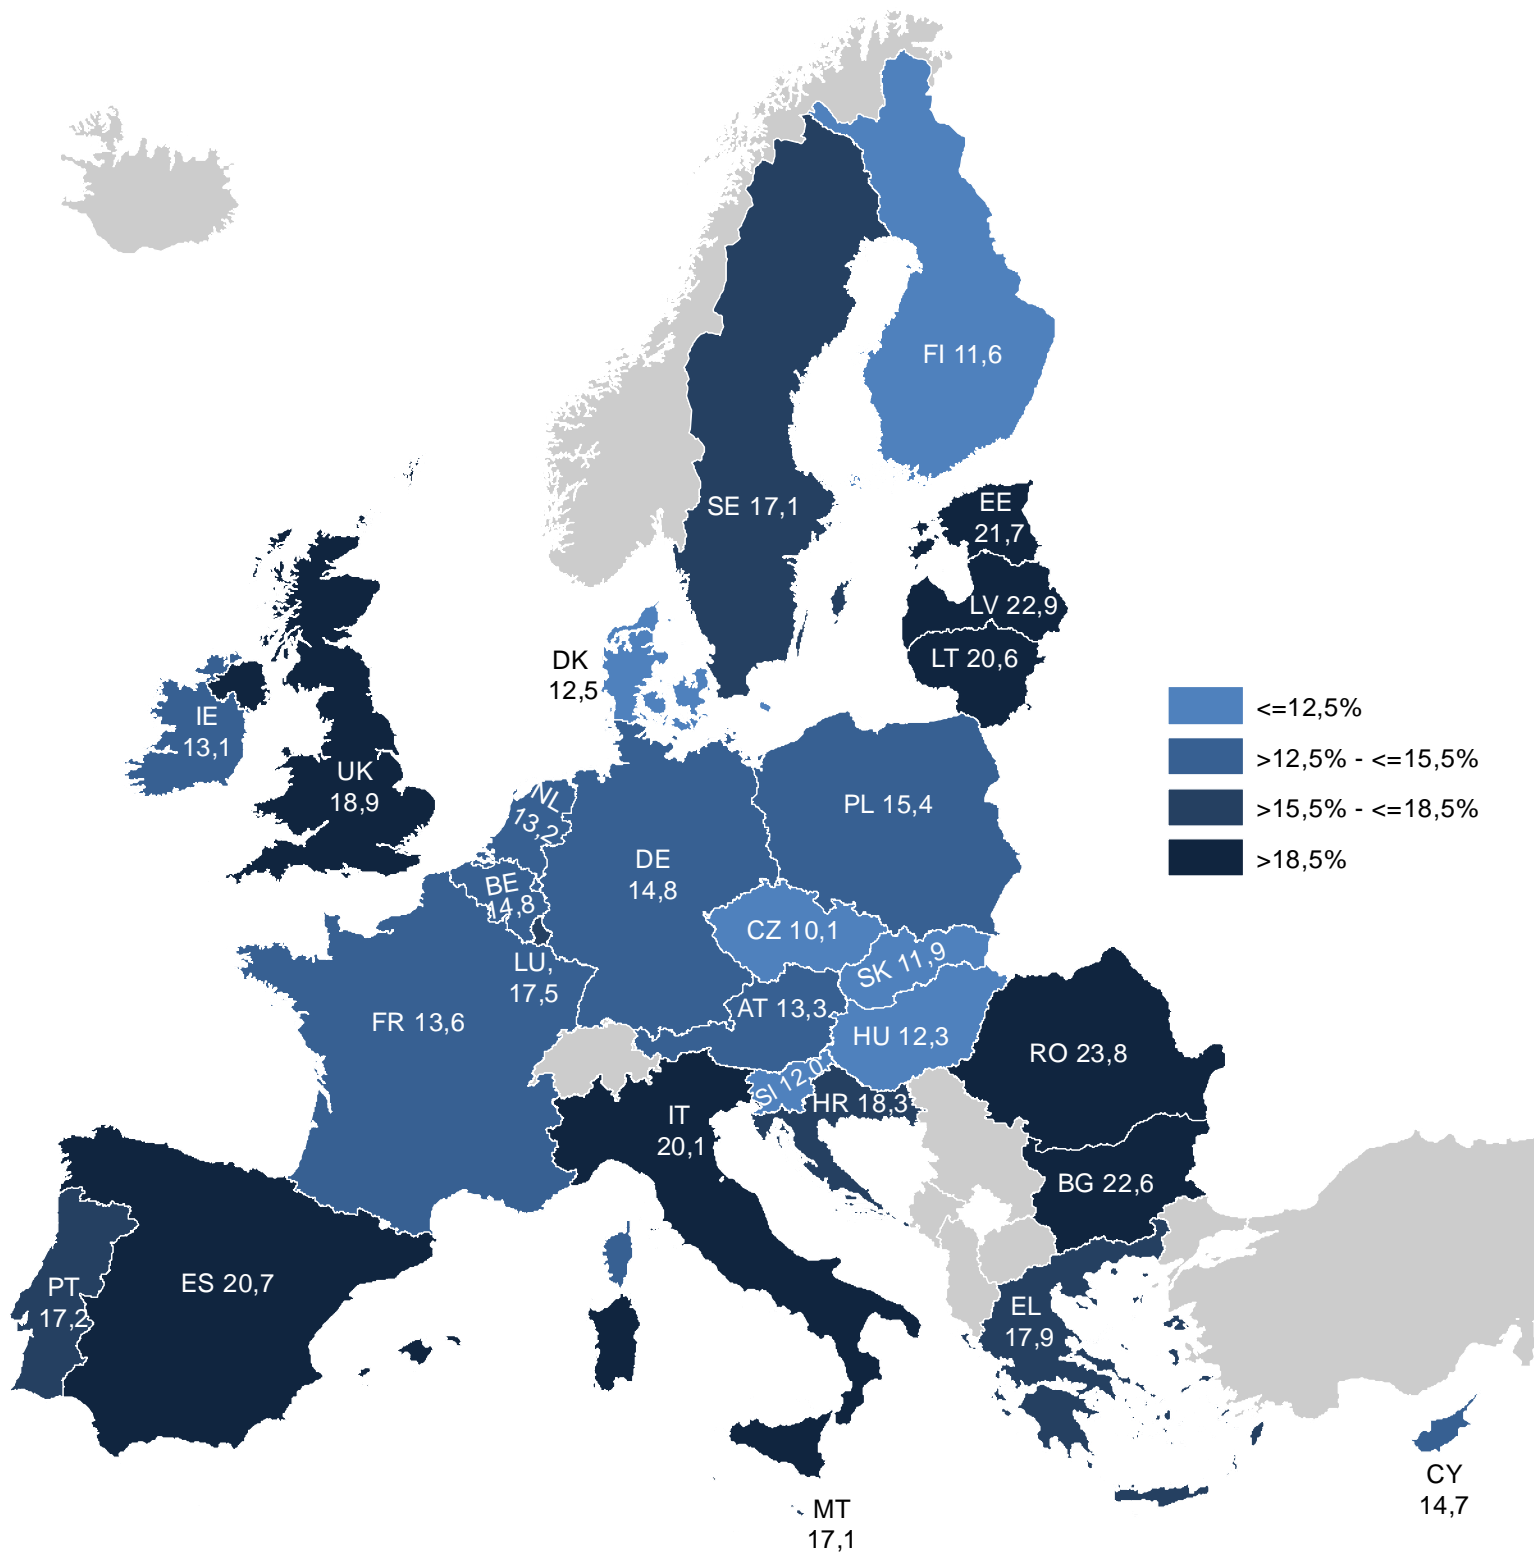 FI 11,6
SE 17,1
EE
21,7
LV 22,9
LT 20,6
DK
12,5
IE
13,1
UK
18,9
NL
13,2
BE
14,8
LU,
17,5
DE
14,8
PL 15,4
CZ 10,1
SK 11,9
AT 13,3
HU 12,3
SI 12,0
HR 18,3
FR 13,6
IT
20,1
RO 23,8
BG 22,6
PT
17,2
ES 20,7
EL
17,9
MT
17,1
CY
14,7
<=12,5%
>12,5% - <=15,5%
>15,5% - <=18,5%
>18,5%